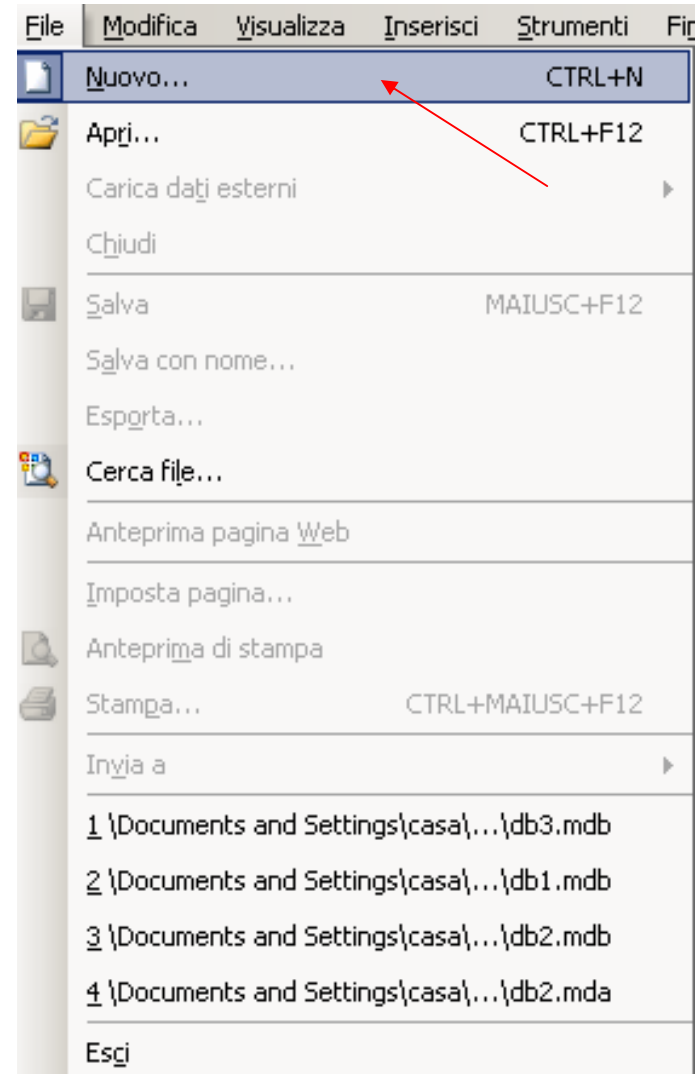 File Modifica Visualizza Inserisci Strumenti
Nuovo... CTRL+N
Apri... CTRL+F12
Carica dati esterni
Chiudi
Salva MAIUSC+F12
Salva con nome...
Esporta...
Cerca file...
Anteprima pagina Web
Imposta pagina...
Anteprima di stampa
Stampa... CTRL+MAIUSC+F12
Invia a
1 \Documents and Settings\casa\...\db3.mdb
2 \Documents and Settings\casa\...\db1.mdb
3 \Documents and Settings\casa\...\db2.mdb
4 \Documents and Settings\casa\...\db2.mda
Esci